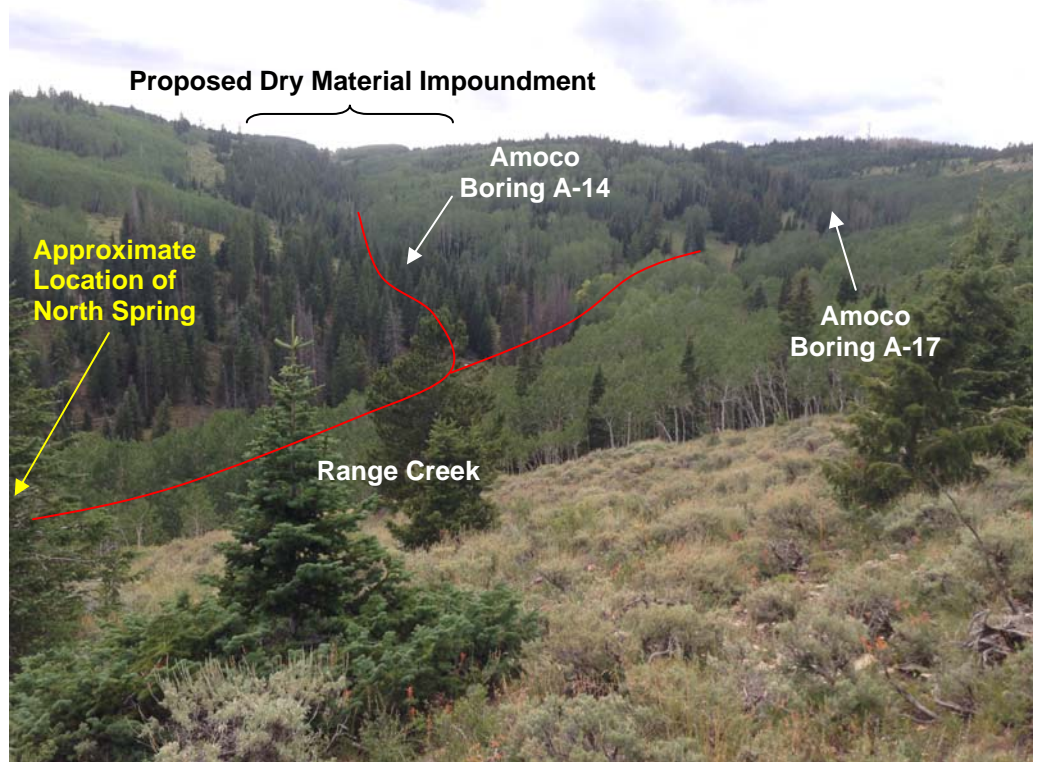 Proposed Dry Material Impoundment
Amoco
Boring A-14
Approximate
Location of
North Spring
Amoco
Boring A-17
Range Creek